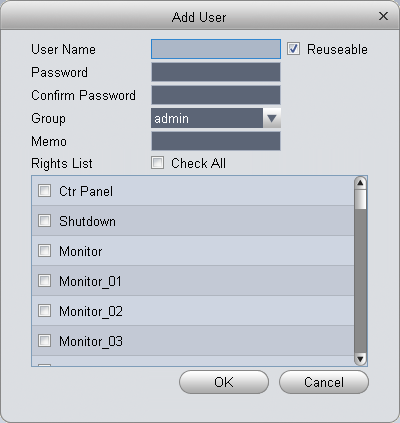 Add User
User Name
Reuseable
Password
Confirm Password
Group admin
Memo
Rights List Check All
Ctr Panel
Shutdown
Monitor
Monitor_01
Monitor_02
Monitor_03
OK Cancel